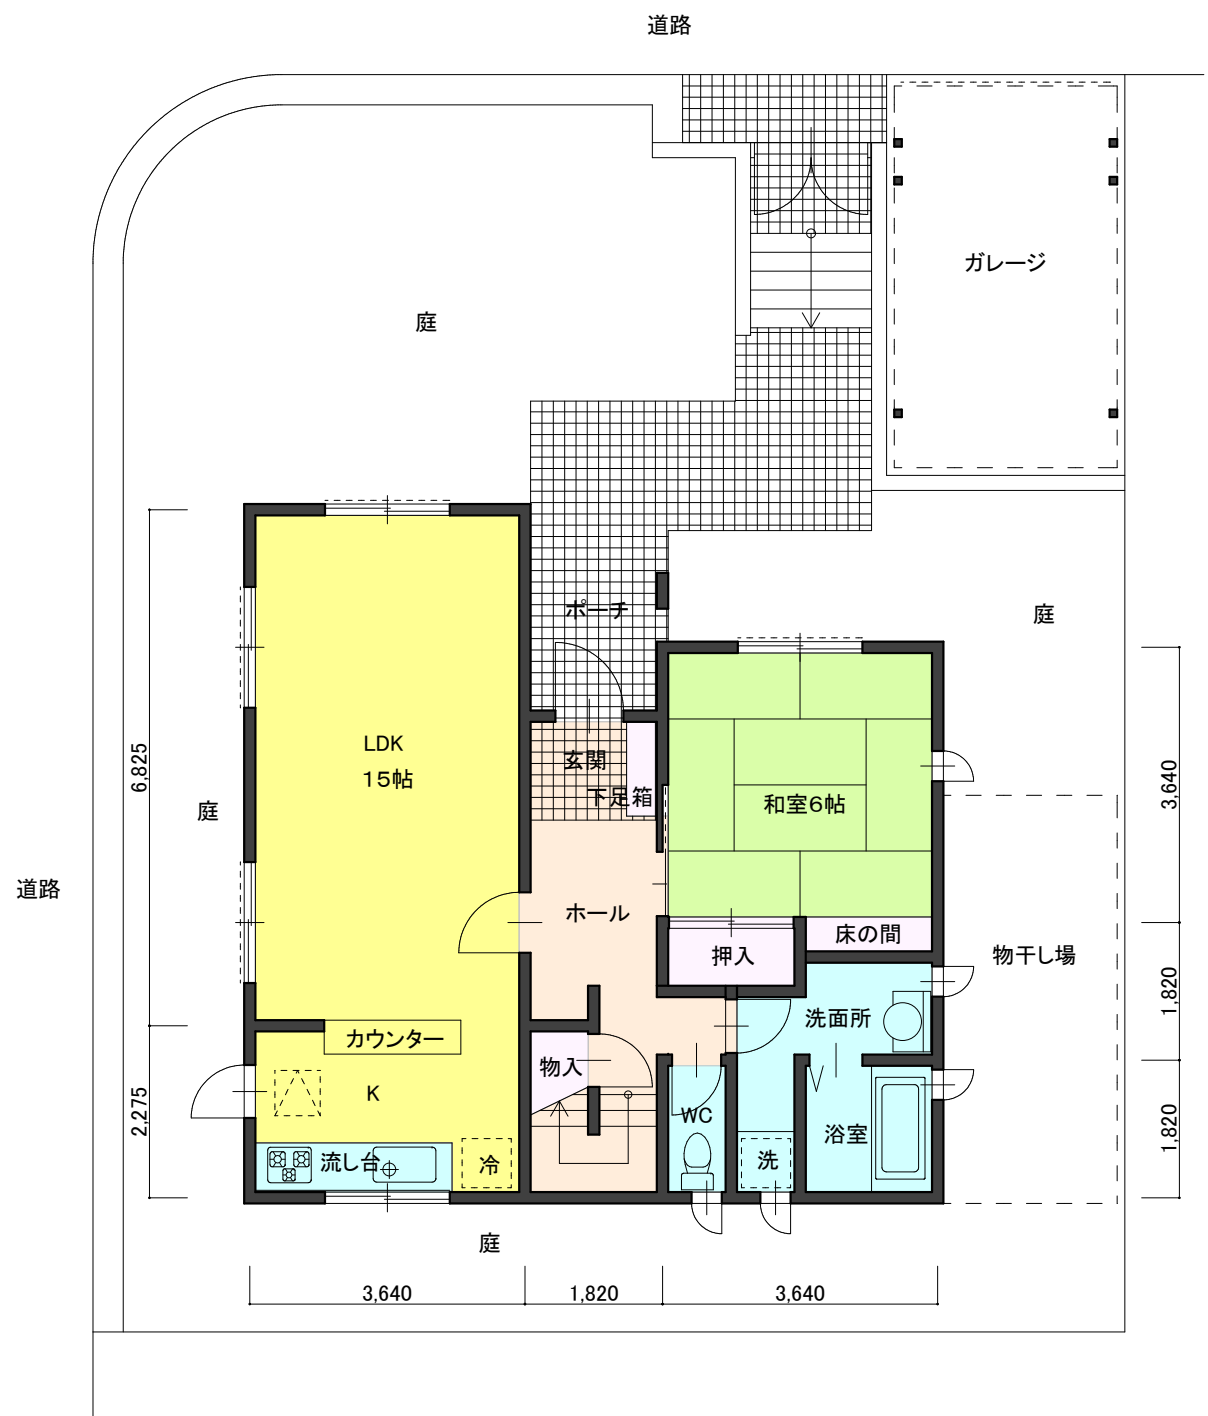 道路
ガレージ
庭
庭
ポーチ
LDK
15帖
玄関
下足箱
和室6帖
6,825
3,640
庭
道路
ホール
床の間
押入
物干し場
1,820
洗面所
カウンター
物入
K
WC
浴室
2,275
1,820
流し台
冷
洗
庭
3,640
1,820
3,640